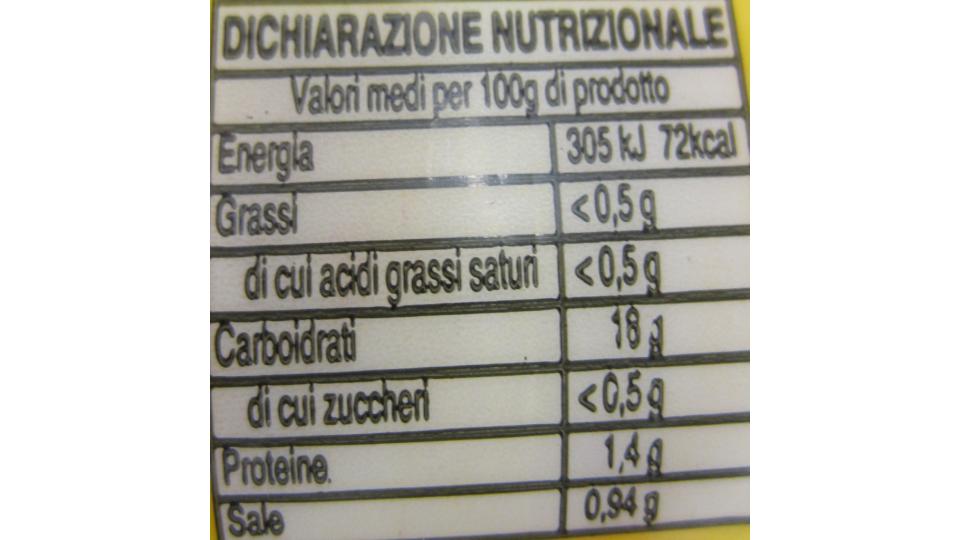 DICHIARAZIONE NUTRIZIONALE
Valori medi per 100g di prodotto
Energia 305 kJ 72kcal
Grassi <0,5 g
di cui acidi grassi saturi <0,5 g
Carboidrati 18 g
di cui zuccheri <0,5 g
Proteine 1,4 g
Sale 0,94 g